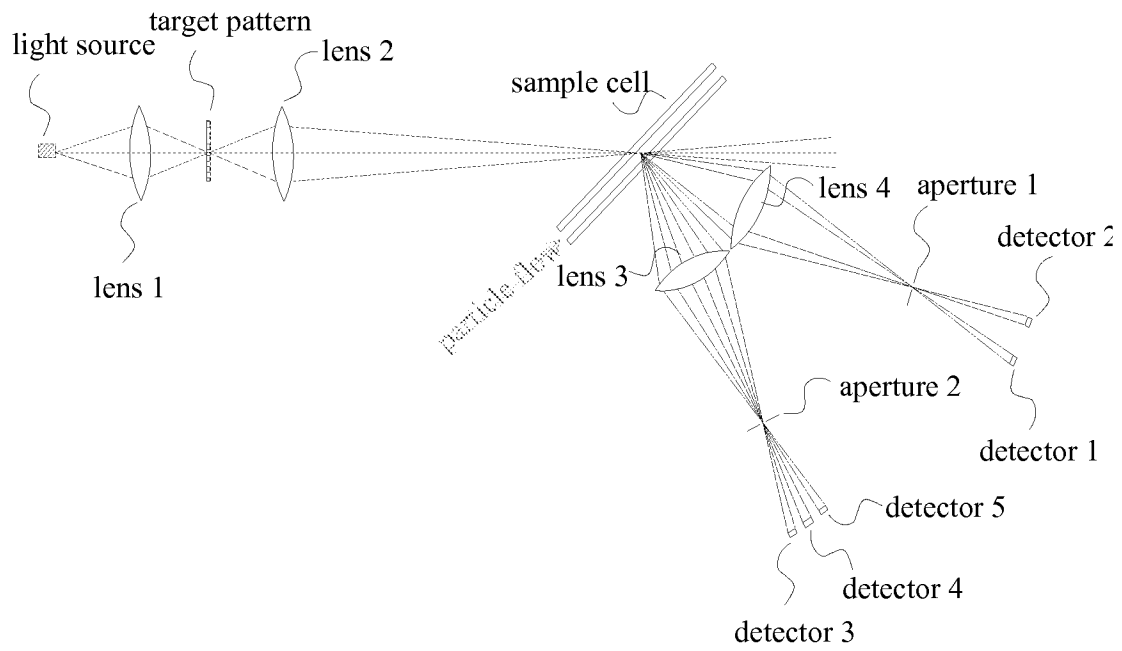 target pattern
light source
lens 2
sample cell
lens 4
aperture 1
detector 2
lens 1
lens 3
particle flow
aperture 2
detector 1
detector 5
detector 4
detector 3